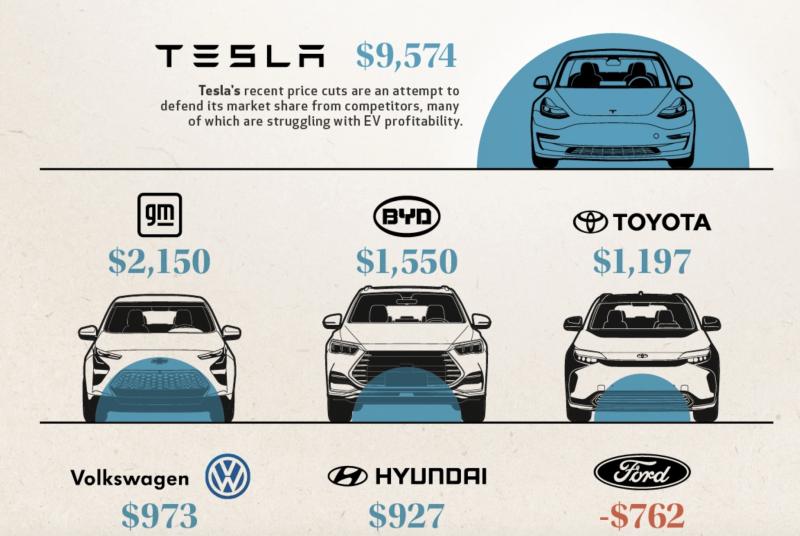 TESLA $9,574
Tesla's recent price cuts are an attempt to
defend its market share from competitors, many
of which are struggling with EV profitability.
gm
$2,150
BYD
$1,550
TOYOTA
$1,197
Volkswagen
$973
HYUNDAI
$927
Ford
-$762